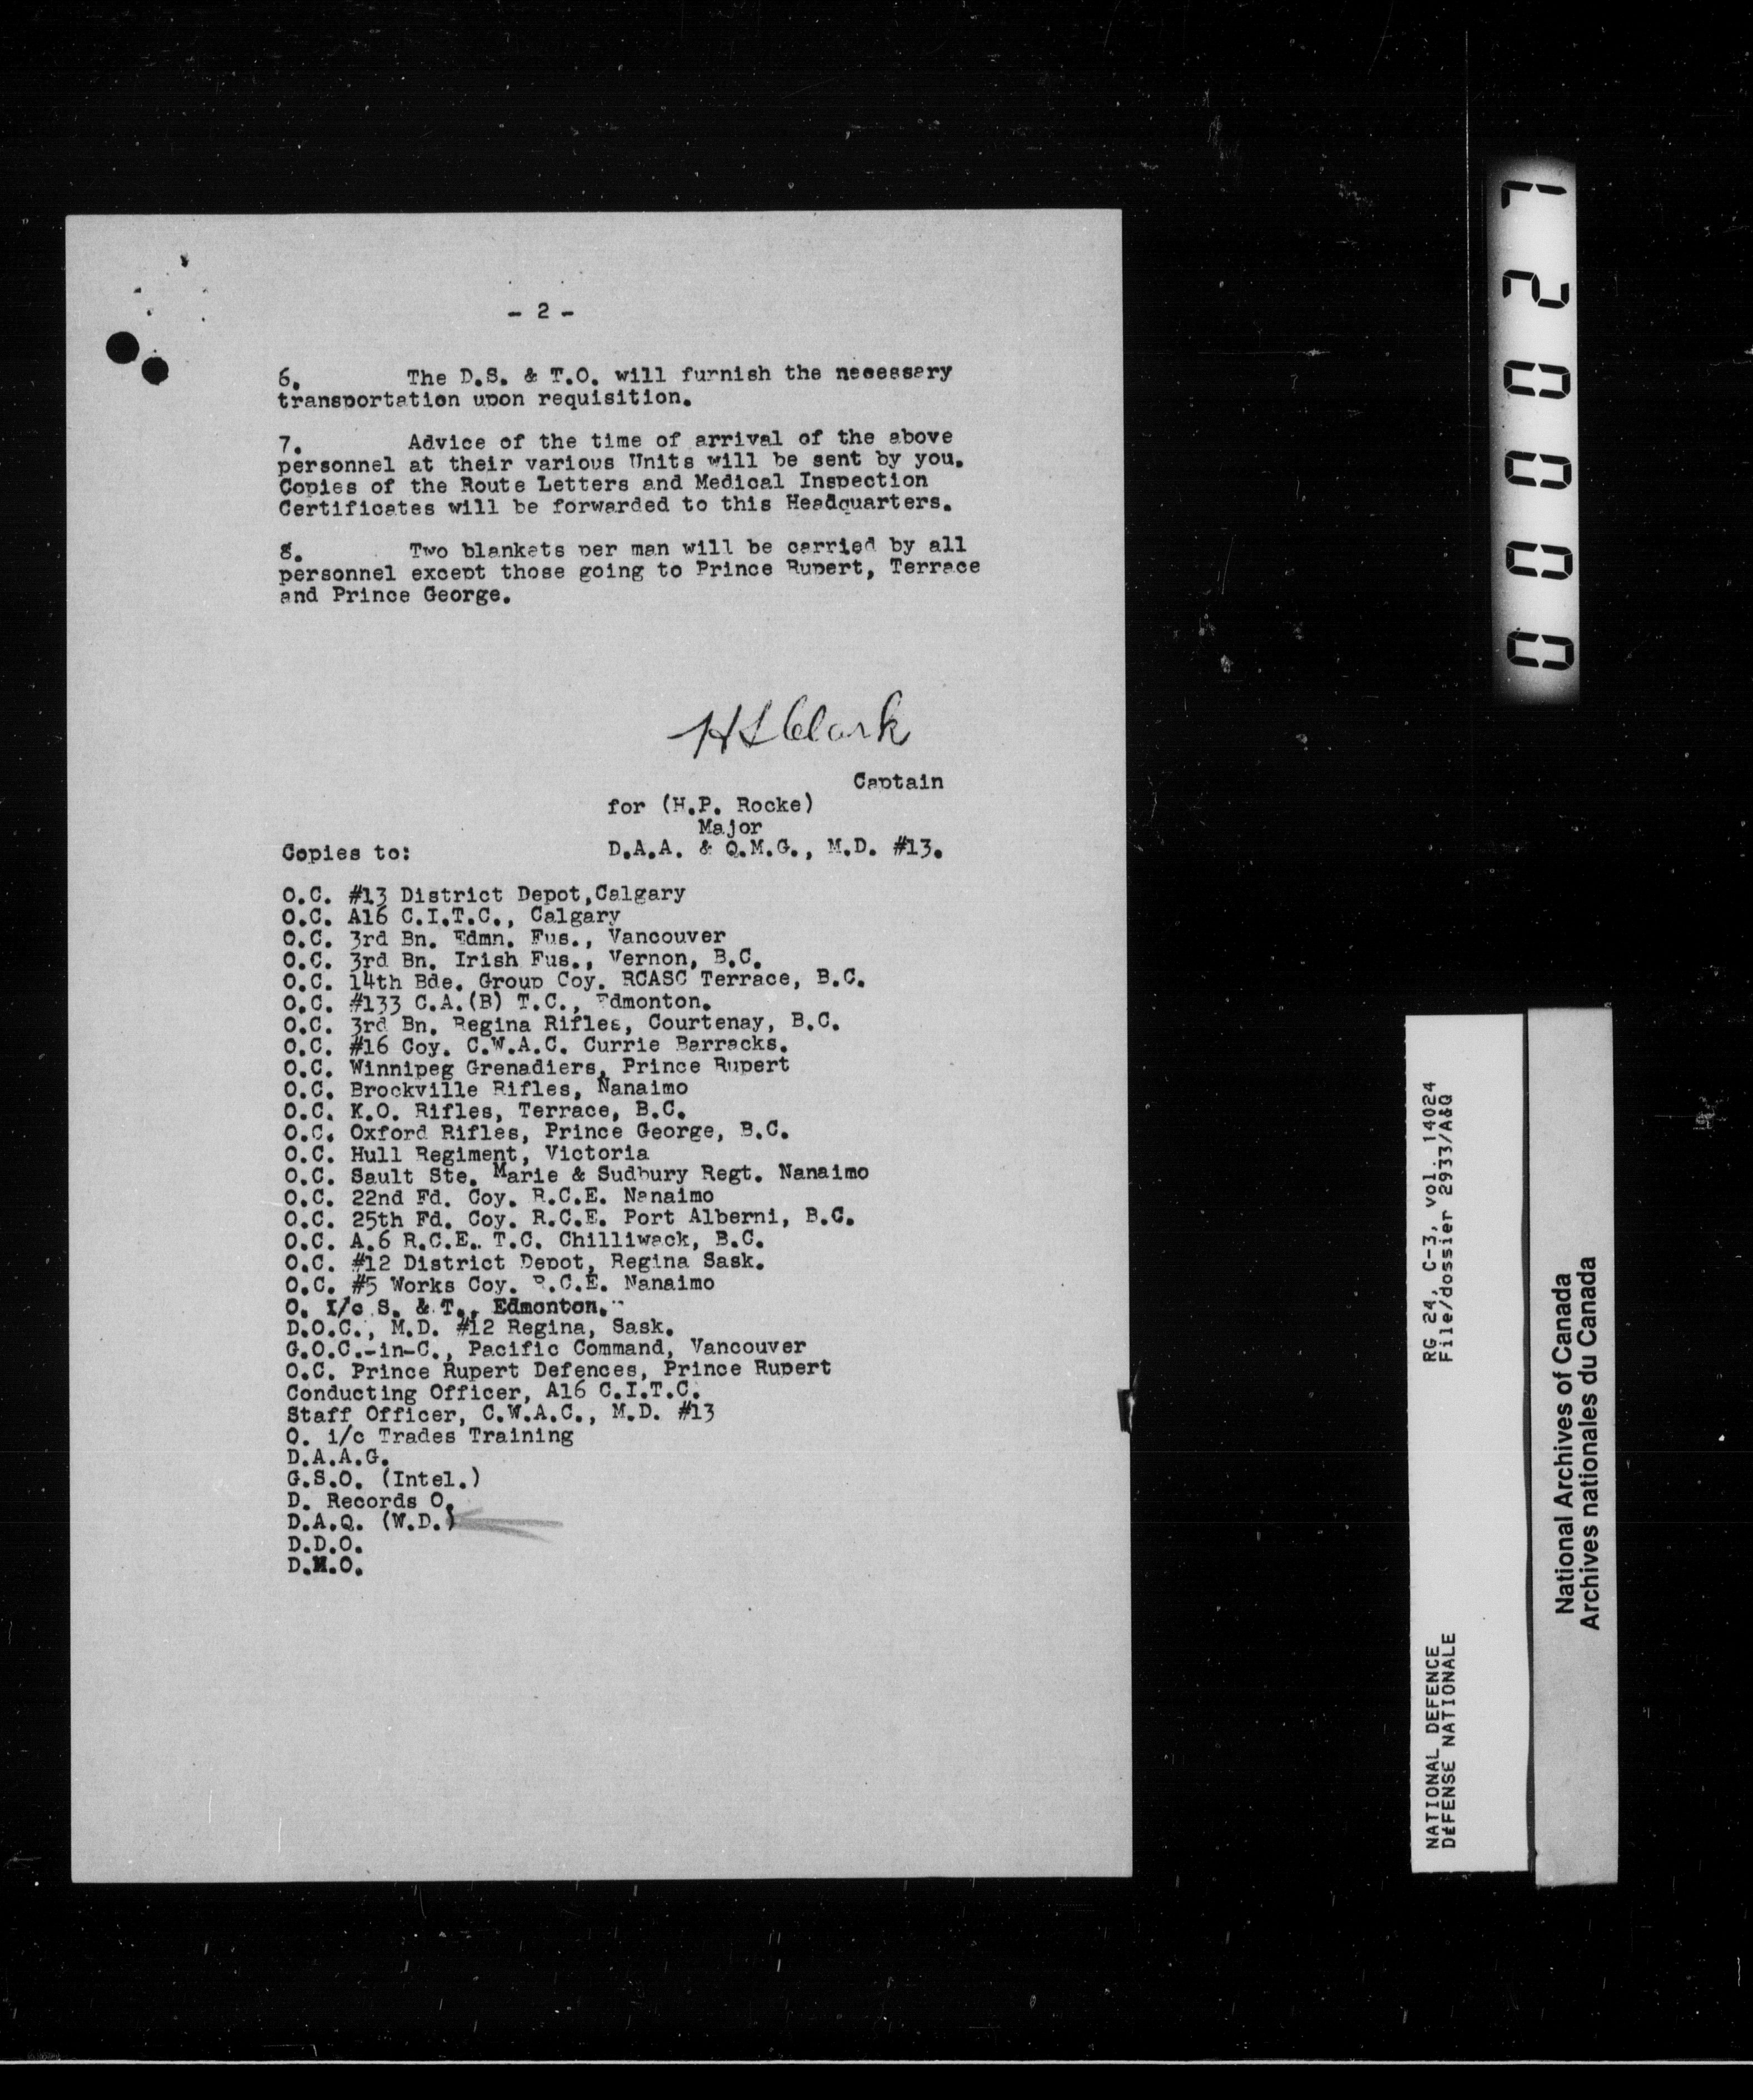 - 2 -
6. The D.S. & T.O. will furnish the necessary
transportation upon requisition.
7. Advice of the time of arrival of the above
personnel at their various Units will be sent by you.
Copies of the Route Letters and Medical Inspection
Certificates will be forwarded to this Headquarters.
8. Two blankets per man will be carried by all
personnel except those going to Prince Rupert, Terrace
and Prince George.
H S Clark
Captain
for (H.P. Rocke)
Major
D.A.A. & Q.M.G., M.D. #13.
Copies to:
O.C. #13 District Depot,Calgary
O.C. A16 C.I.T.C., Calgary
O.C. 3rd Bn. Edmn. Fus., Vancouver
O.C. 3rd Bn. Irish Fus., Vernon, B.C.
O.C. 14th Bde. Group Coy. RCASC Terrace, B.C.
O.C. #133 C.A.(B) T.C., Edmonton.
O.C. 3rd Bn. Regina Rifles, Courtenay, B.C.
O.C. #16 Coy. C.W.A.C. Currie Barracks.
O.C. Winnipeg Grenadiers, Prince Rupert
O.C. Brockville Rifles, Nanaimo
O.C. K.O. Rifles, Terrace, B.C.
O.C. Oxford Rifles, Prince George, B.C.
O.C. Hull Regiment, Victoria
O.C. Sault Ste. Marie & Sudbury Regt. Nanaimo
O.C. 22nd Fd. Coy. R.C.E. Nanaimo
O.C. 25th Fd. Coy. R.C.E. Port Alberni, B.C.
O.C. A.6 R.C.E. T.C. Chilliwack, B.C.
O.C. #12 District Depot, Regina Sask.
O.C. #5 Works Coy. R.C.E. Nanaimo
O. I/c S. & T., Edmonton.
D.O.C., M.D. #12 Regina, Sask.
G.O.C.-in-C., Pacific Command, Vancouver
O.C. Prince Rupert Defences, Prince Rupert
Conducting Officer, A16 C.I.T.C.
Staff Officer, C.W.A.C., M.D. #13
O. i/c Trades Training
D.A.A.G.
G.S.O. (Intel.)
D. Records O.
D.A.Q. (W.D.)
D.D.O.
D.M.O.
000027
NATIONAL DEFENCE RG 24, C-3, vol. 14024
DÉFENSE NATIONALE File/dossier 2933/A&Q
National Archives of Canada
Archives nationales du Canada